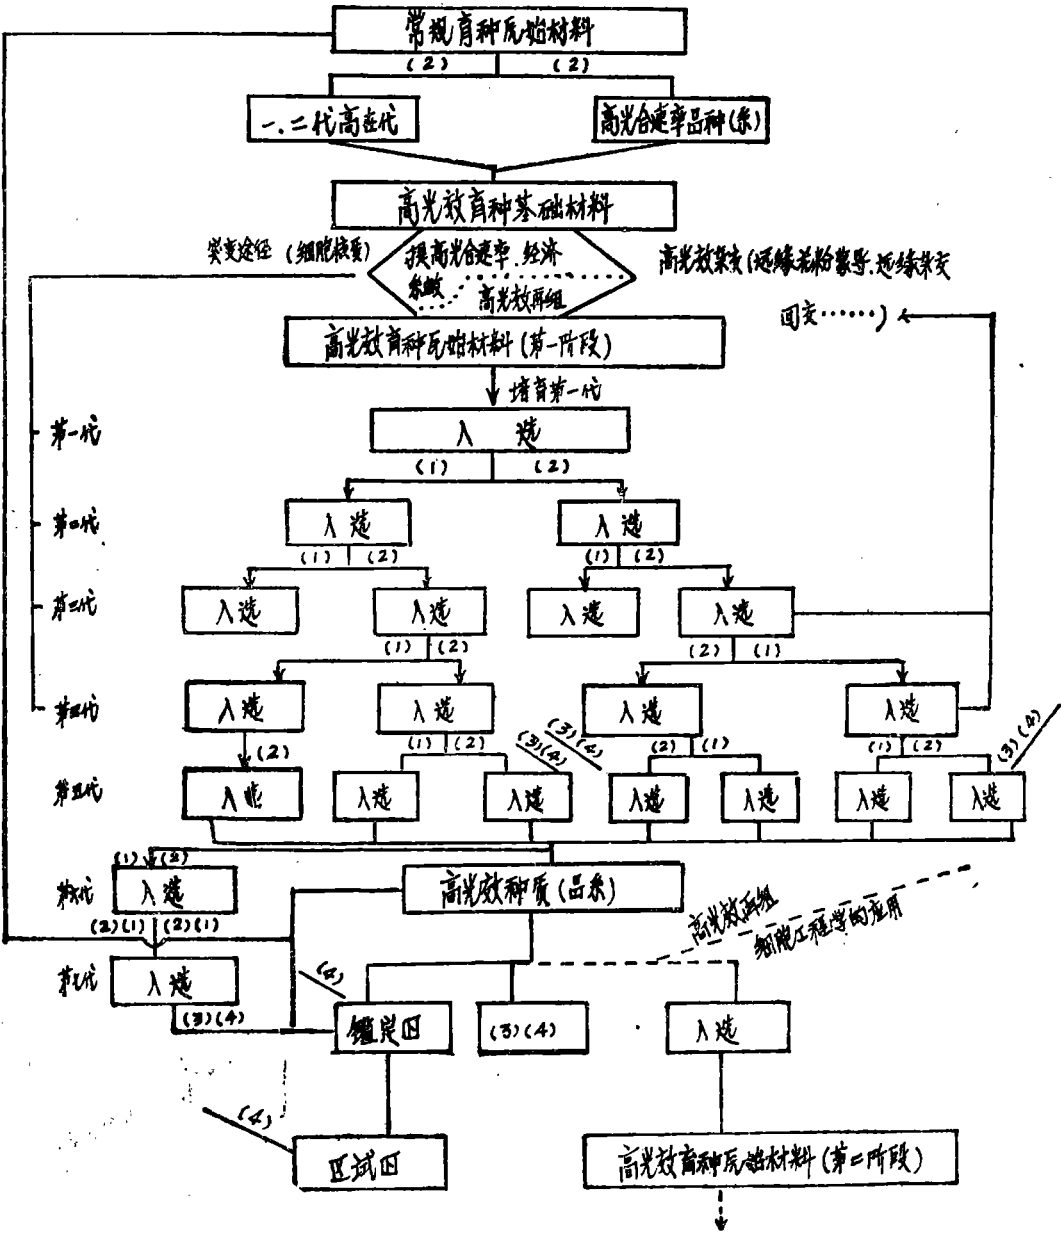 常规育种瓦始材料
(2) (2)
一.二代高世代
高光合速率品种(系)
高光效育种基础材料
突变途径 (细胞核变)
提高光合速率.经济
系数
高光效再组
高光效杂交(远缘花粉蒙导.远缘杂交
回交……)
高光效育种瓦始材料(第一阶段)
培育第一代
第一代
入 选
(1) (2)
第二代
入 选
入 选
(1) (2) (1) (2)
第三代
入选
入选
入选
入选
(1) (2) (2) (1)
第四代
入选
入选
入选
入选
(2) (1) (2) (3)(4) (3)(4) (2) (1) (1) (2) (3)(4)
第五代
入选
入选
入选
入选
入选
入选
(1) (2)
第六代
入选
高光效种质(品系)
(2)(1) (2)(1)
高光效再组
细胞工程学的应用
第七代
入 选
(3)(4)
(4)
鑑定田
(3)(4)
入选
(4)
区试田
高光效育种瓦始材料(第二阶段)